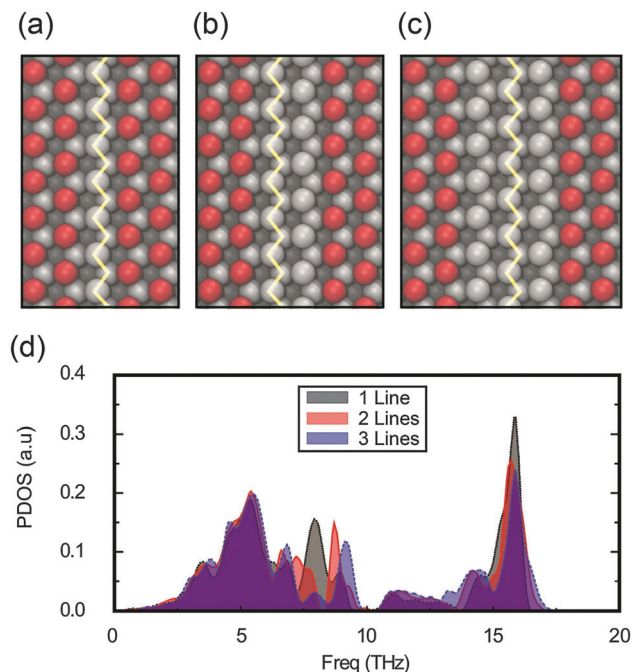 (a) (b) (c)
(d)
0.4
0.3
0.2
0.1
0.0
PDOS (a.u)
1 Line
2 Lines
3 Lines
0 5 10 15 20
Freq (THz)